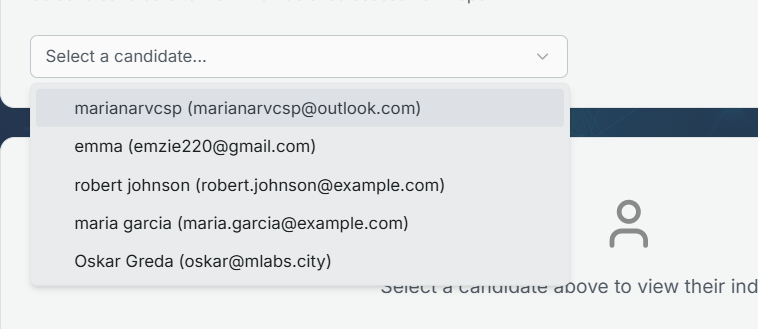 Select a candidate...
marianarvcsp (marianarvcsp@outlook.com)
emma (emzie220@gmail.com)
robert johnson (robert.johnson@example.com)
maria garcia (maria.garcia@example.com)
Oskar Greda (oskar@mlabs.city)
Select a candidate above to view their ind